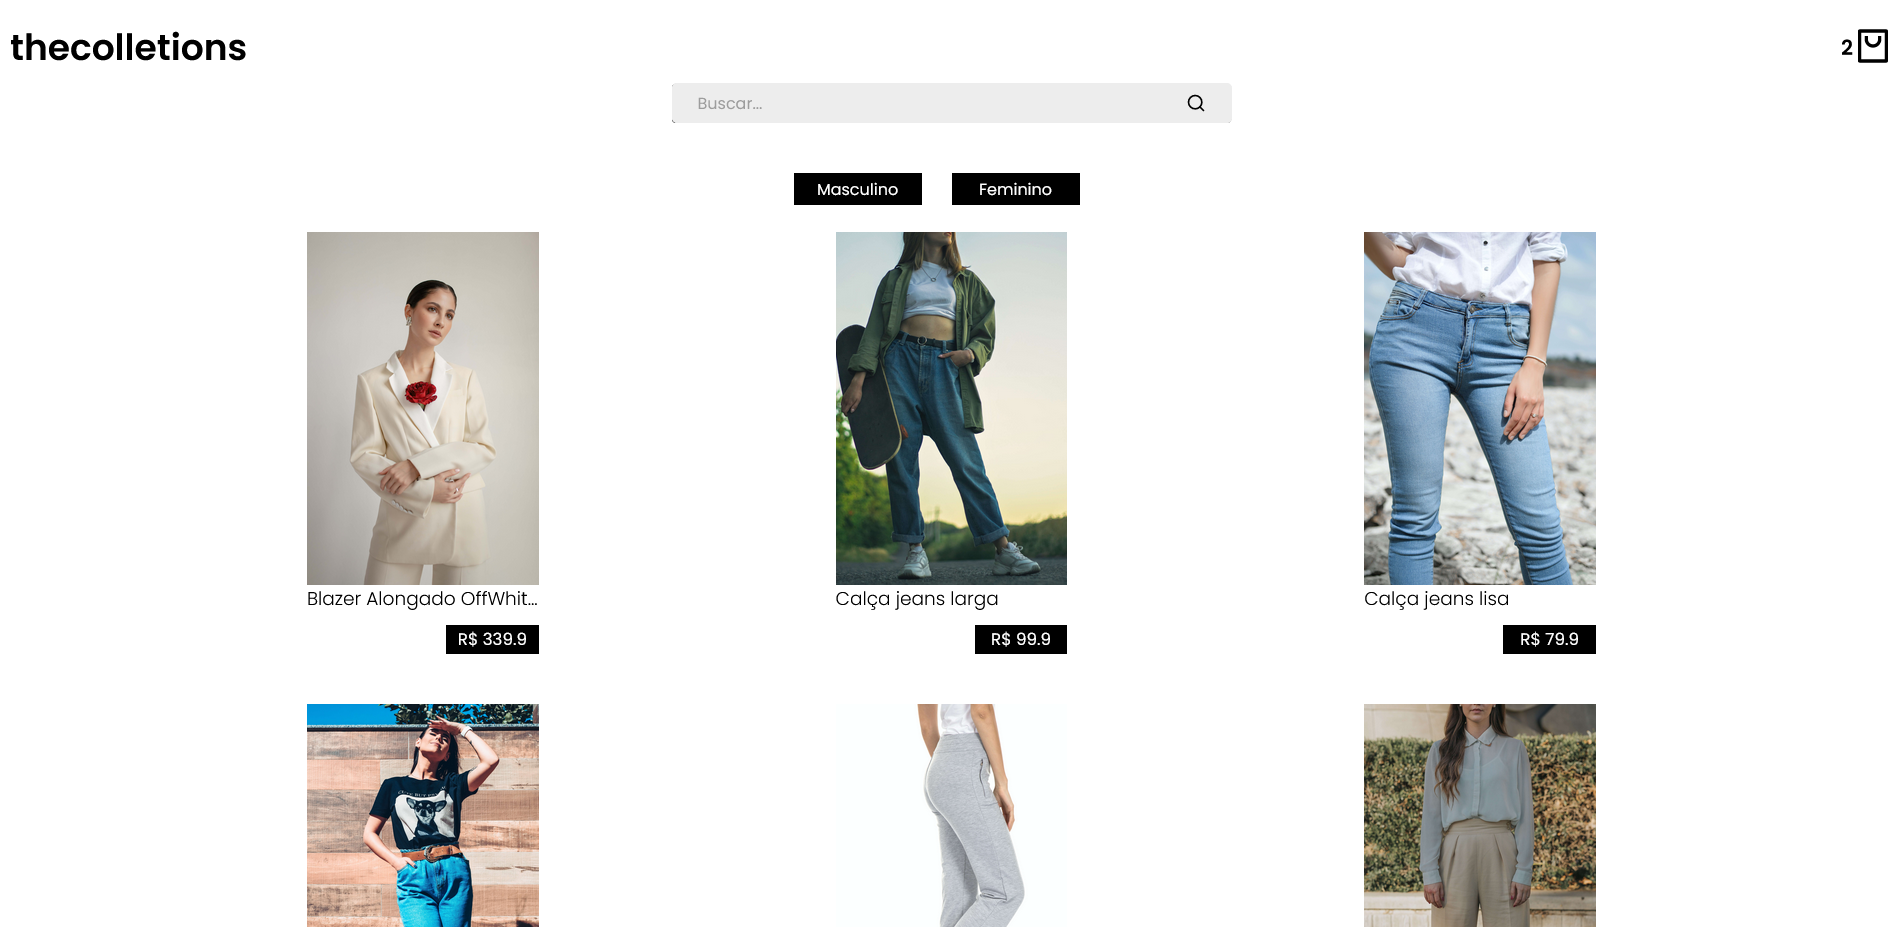 thecolletions
2
Buscar...
Masculino
Feminino
Blazer Alongado OffWhit...
Calça jeans larga
Calça jeans lisa
R$ 339.9
R$ 99.9
R$ 79.9